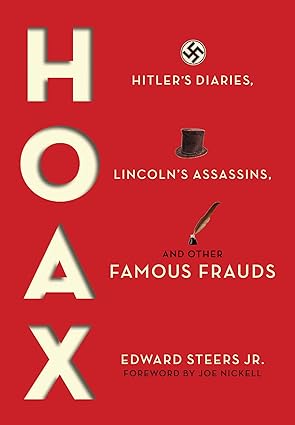 HOAX
HITLER'S DIARIES,
LINCOLN'S ASSASSINS,
AND OTHER
FAMOUS FRAUDS
EDWARD STEERS JR.
FOREWORD BY JOE NICKELL